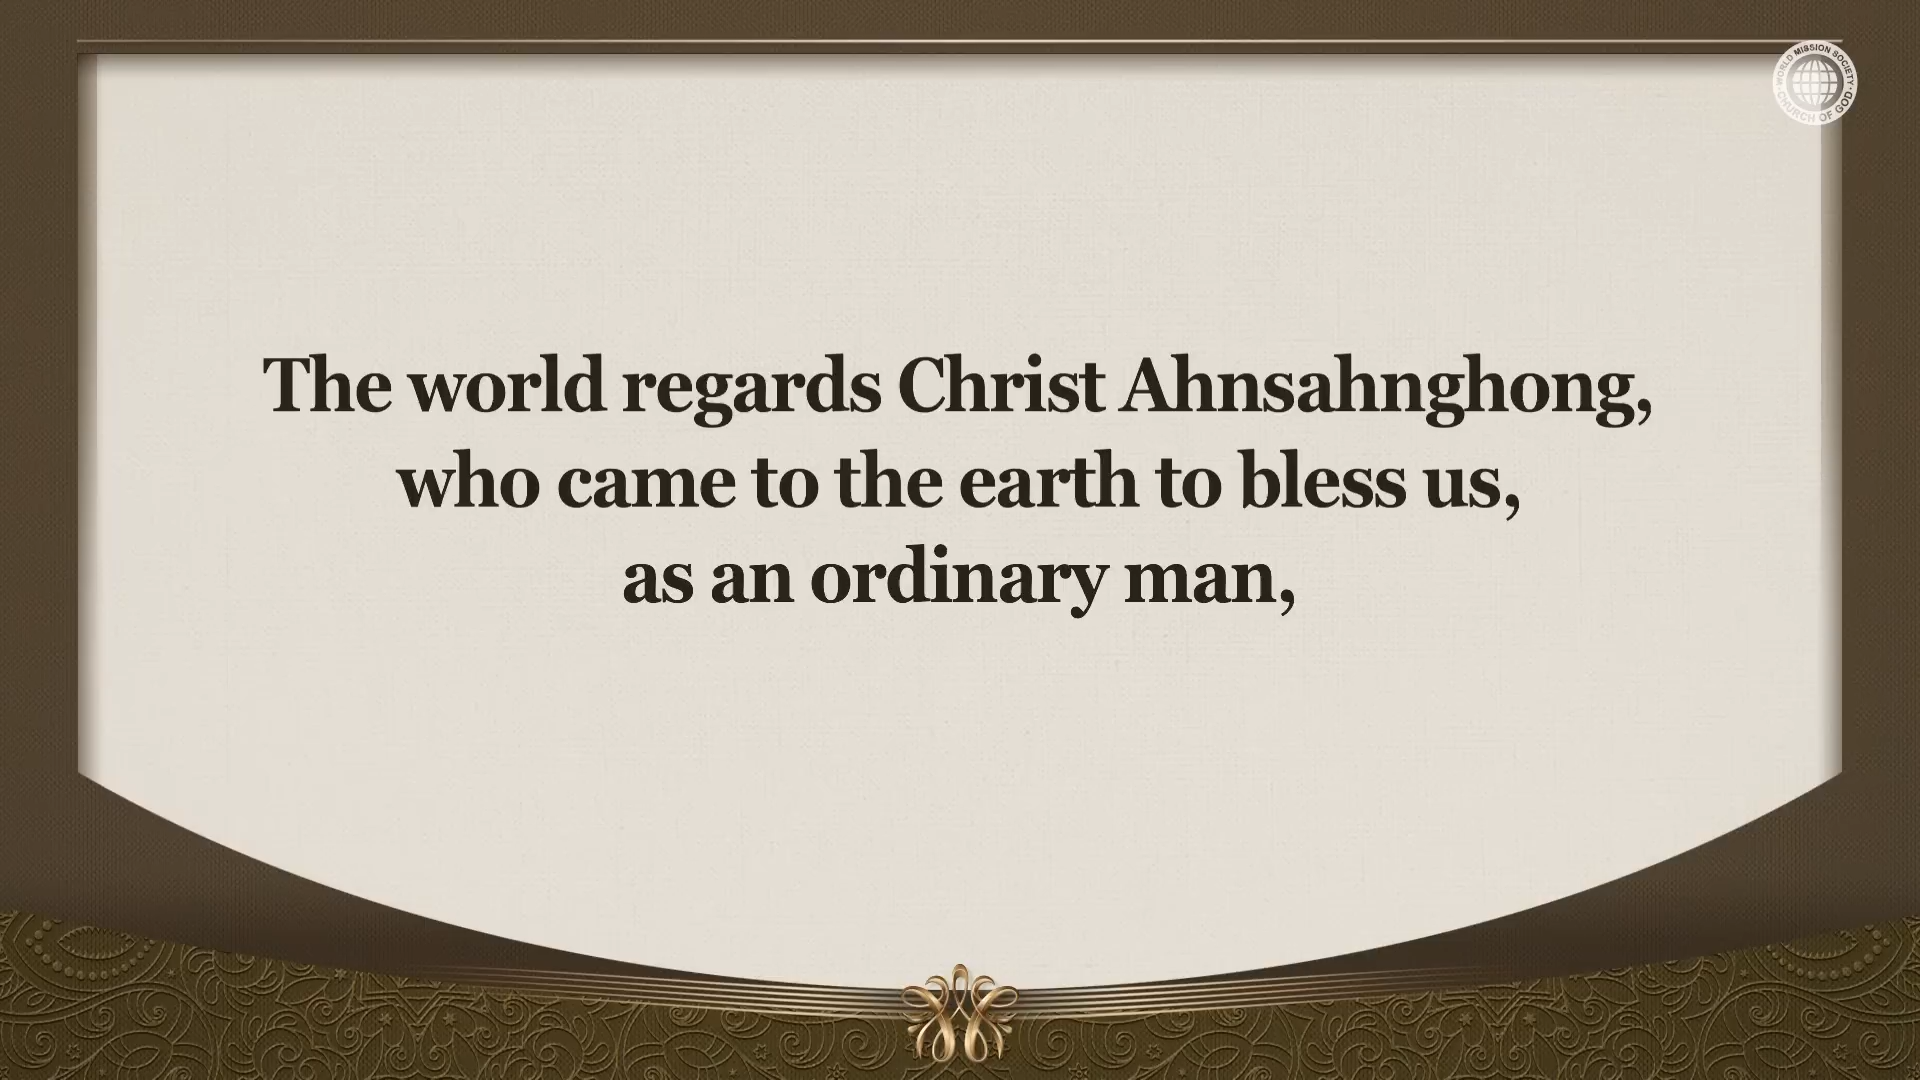 WORLD MISSION SOCIETY
CHURCH OF GOD
The world regards Christ Ahnsahnghong,
who came to the earth to bless us,
as an ordinary man,